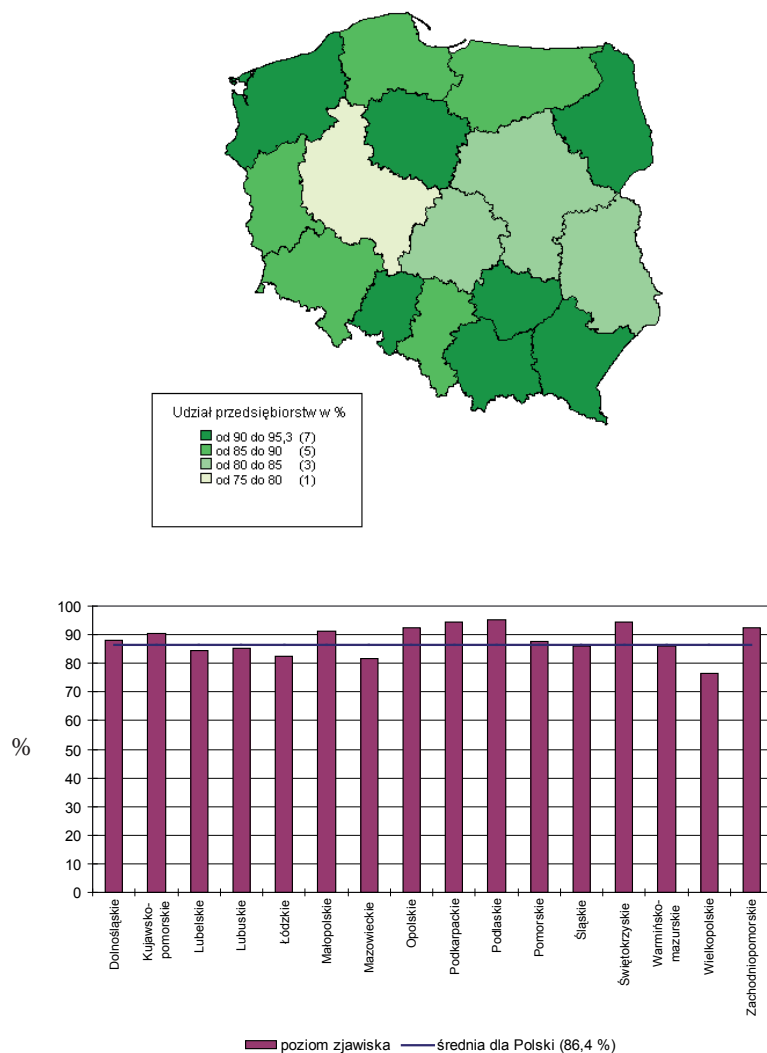 Udział przedsiębiorstw w %
od 90 do 95,3 (7)
od 85 do 90 (5)
od 80 do 85 (3)
od 75 do 80 (1)
100
90
80
70
60
50
40
30
20
10
0
%
Dolnośląskie
Kujawsko-
pomorskie
Lubelskie
Lubuskie
Łódzkie
Małopolskie
Mazowieckie
Opolskie
Podkarpackie
Podlaskie
Pomorskie
Śląskie
Świętokrzyskie
Warmińsko-
mazurskie
Wielkopolskie
Zachodniopomorskie
poziom zjawiska średnia dla Polski (86,4 %)